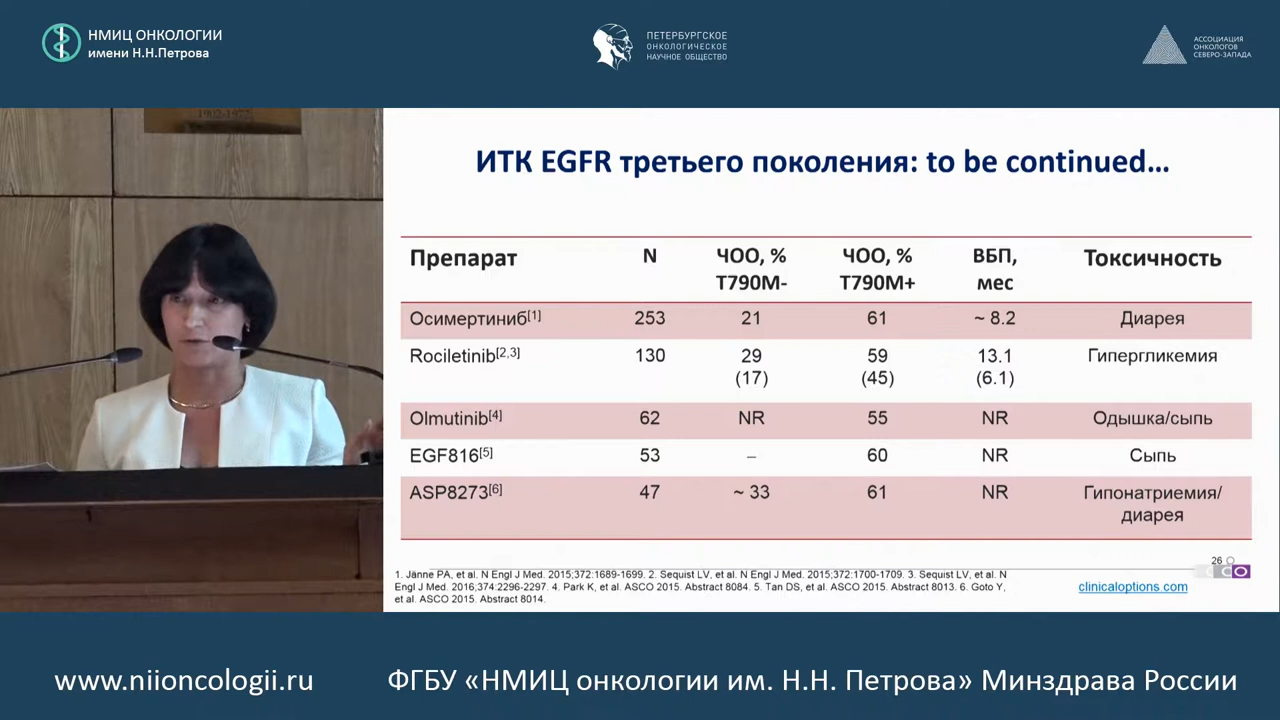 НМИЦ ОНКОЛОГИИ
имени Н.Н.Петрова
ПЕТЕРБУРГСКОЕ
ОНКОЛОГИЧЕСКОЕ
НАУЧНОЕ ОБЩЕСТВО
АССОЦИАЦИЯ
ОНКОЛОГОВ
СЕВЕРО-ЗАПАДА
1902-1977
ИТК EGFR третьего поколения: to be continued...
Препарат N ЧОО, % T790M- ЧОО, % T790M+ ВБП, мес Токсичность
Осимертиниб[1] 253 21 61 ~ 8.2 Диарея
Rociletinib[2,3] 130 29 (17) 59 (45) 13.1 (6.1) Гипергликемия
Olmutinib[4] 62 NR 55 NR Одышка/сыпь
EGF816[5] 53 – 60 NR Сыпь
ASP8273[6] 47 ~ 33 61 NR Гипонатриемия/ диарея
26
1. Jänne PA, et al. N Engl J Med. 2015;372:1689-1699. 2. Sequist LV, et al. N Engl J Med. 2015;372:1700-1709. 3. Sequist LV, et al. N
Engl J Med. 2016;374:2296-2297. 4. Park K, et al. ASCO 2015. Abstract 8084. 5. Tan DS, et al. ASCO 2015. Abstract 8013. 6. Goto Y,
et al. ASCO 2015. Abstract 8014.
clinicaloptions.com
www.niioncologii.ru
ФГБУ «НМИЦ онкологии им. Н.Н. Петрова» Минздрава России